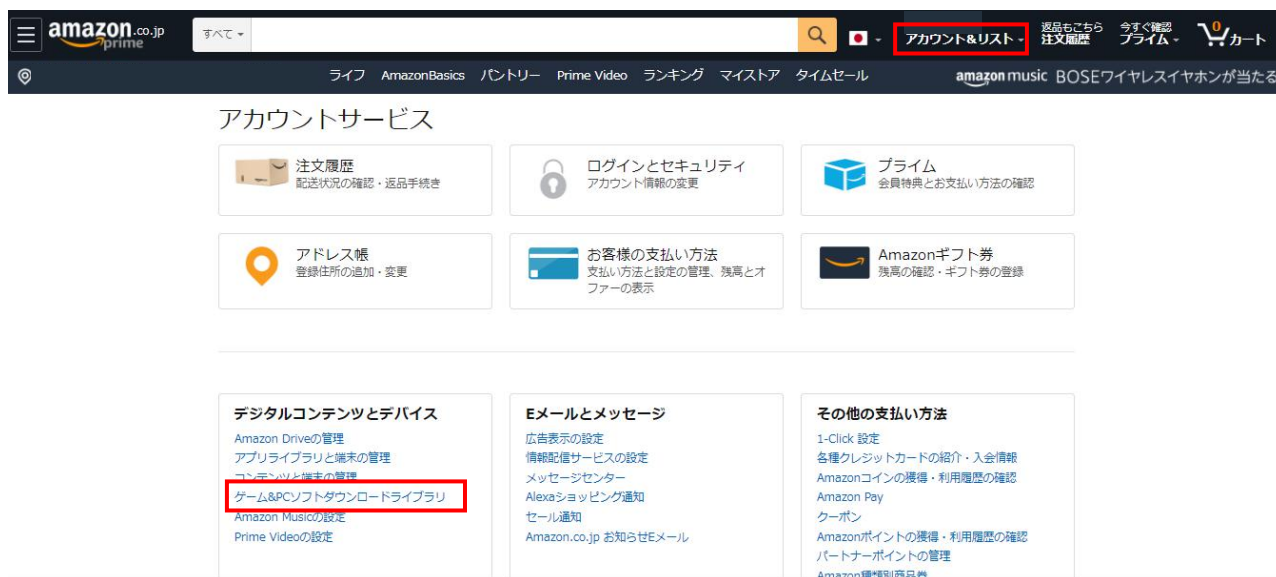 amazon.co.jp
prime
すべて
アカウント&リスト
返品もこちら
注文履歴
今すぐ確認
プライム
0
カート
ライフ AmazonBasics パントリー Prime Video ランキング マイストア タイムセール
amazon music BOSEワイヤレスイヤホンが当たる
アカウントサービス
注文履歴
配送状況の確認・返品手続き
ログインとセキュリティ
アカウント情報の変更
プライム
会員特典とお支払い方法の確認
アドレス帳
登録住所の追加・変更
お客様の支払い方法
支払い方法と設定の管理、残高とオ
ファーの表示
Amazonギフト券
残高の確認・ギフト券の登録
デジタルコンテンツとデバイス
Amazon Driveの管理
アプリライブラリと端末の管理
コンテンツと端末の管理
ゲーム&PCソフトダウンロードライブラリ
Amazon Musicの設定
Prime Videoの設定
Eメールとメッセージ
広告表示の設定
情報配信サービスの設定
メッセージセンター
Alexaショッピング通知
セール通知
Amazon.co.jp お知らせEメール
その他の支払い方法
1-Click 設定
各種クレジットカードの紹介・入会情報
Amazonコインの獲得・利用履歴の確認
Amazon Pay
クーポン
Amazonポイントの獲得・利用履歴の確認
パートナーポイントの管理
Amazon種類別商品券